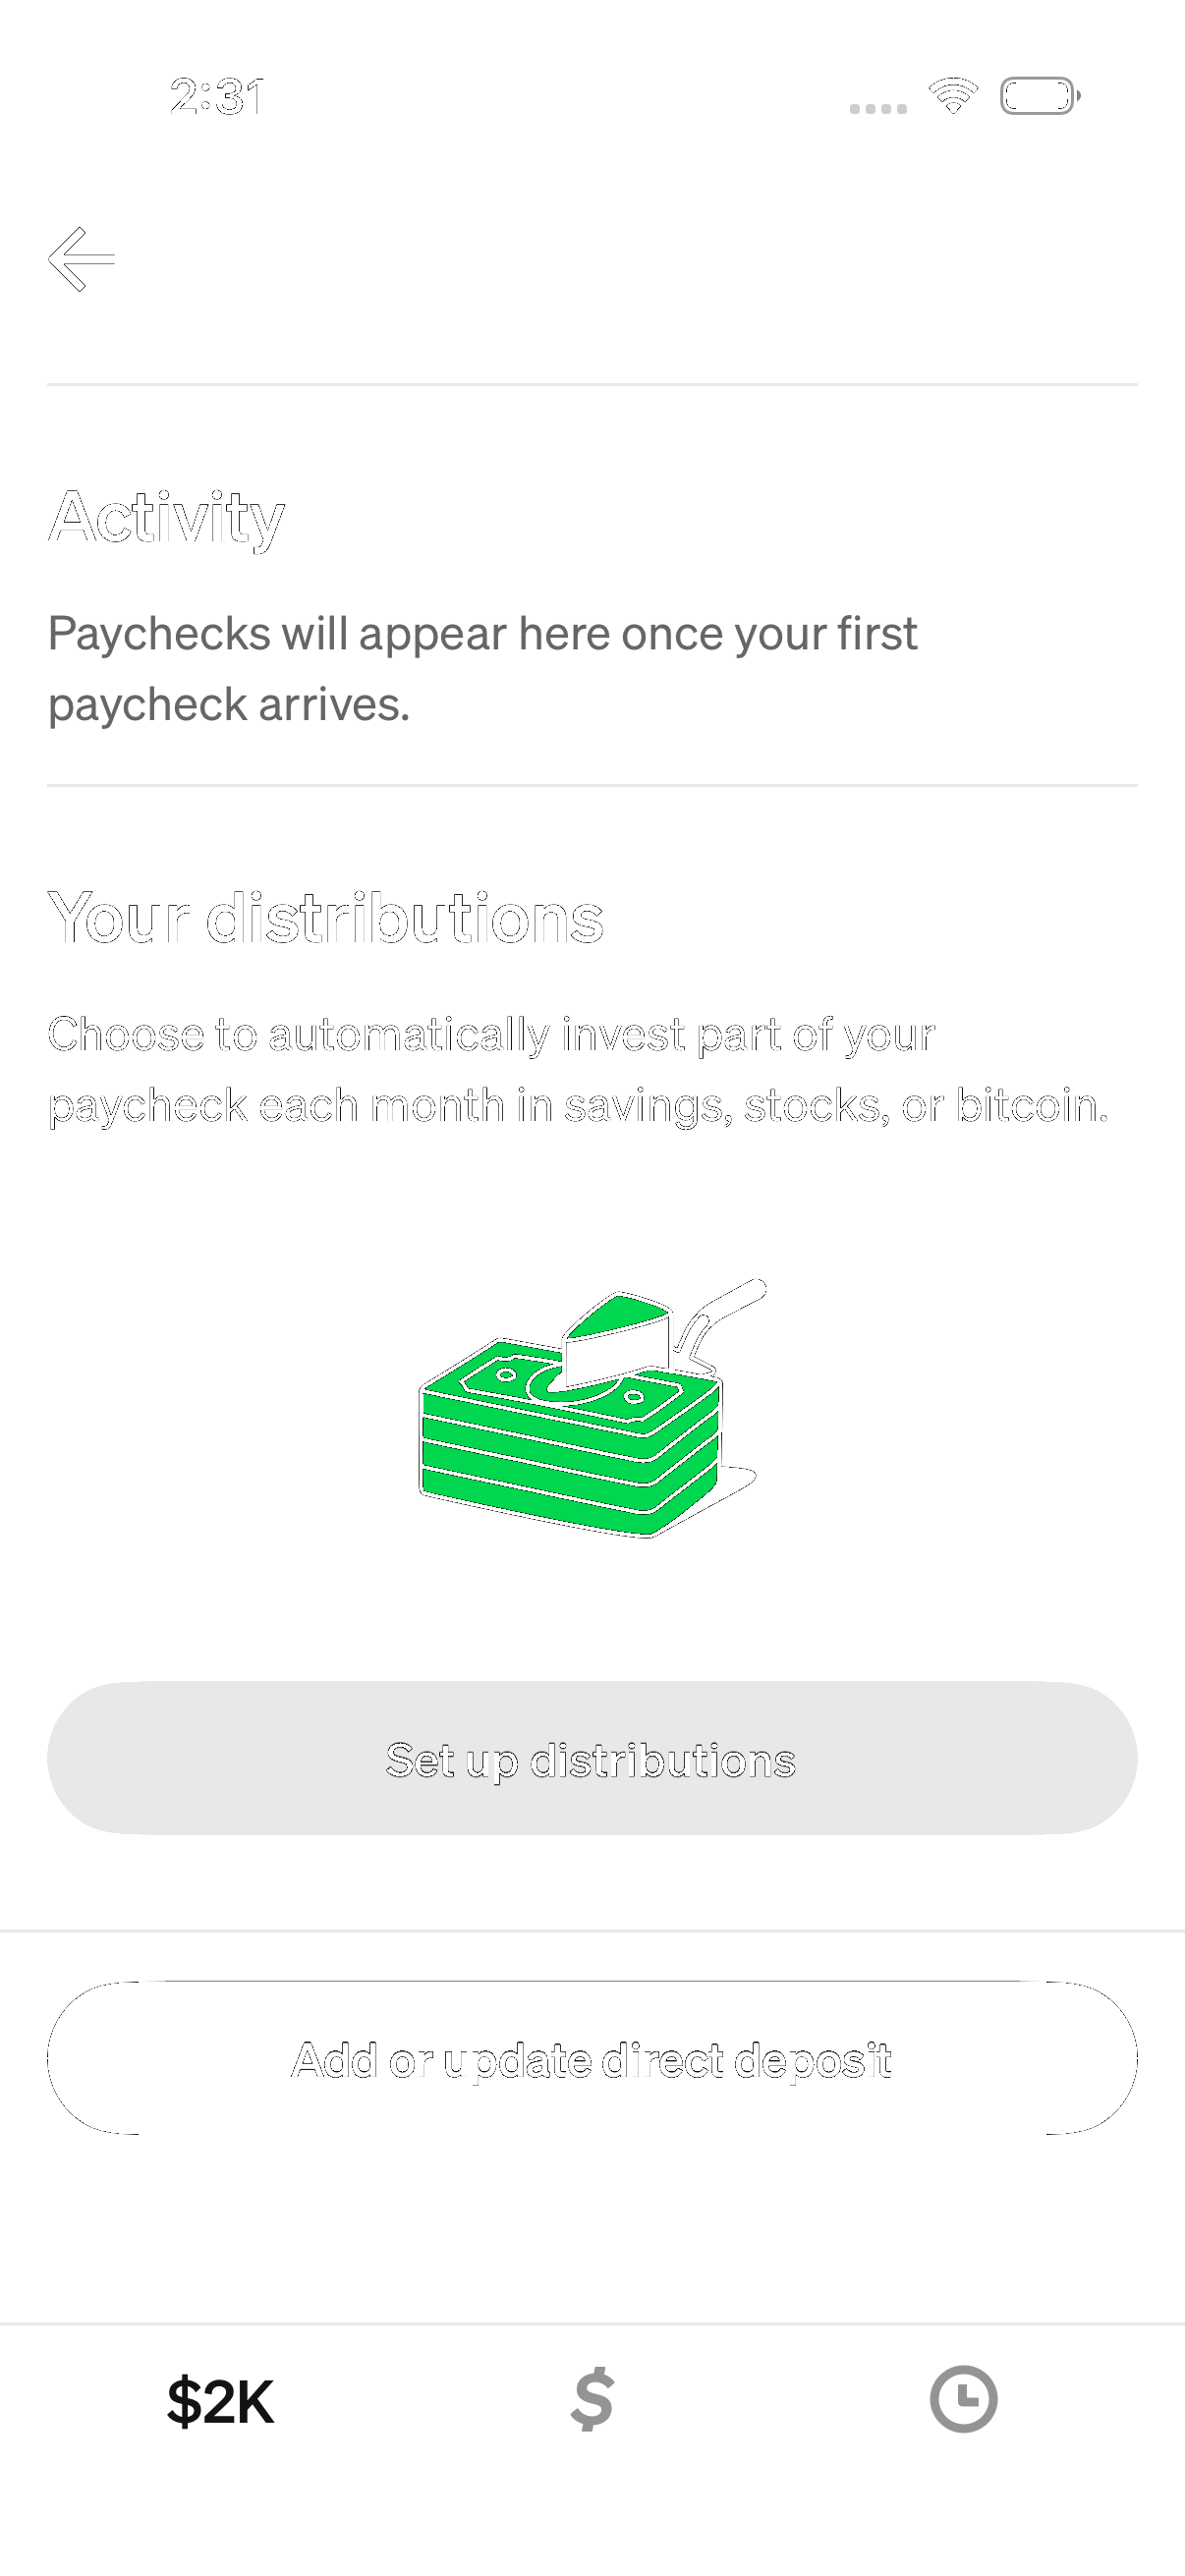 2:31
Activity
Paychecks will appear here once your first
paycheck arrives.
Your distributions
Choose to automatically invest part of your
paycheck each month in savings, stocks, or bitcoin.
Set up distributions
Add or update direct deposit
$2K
$